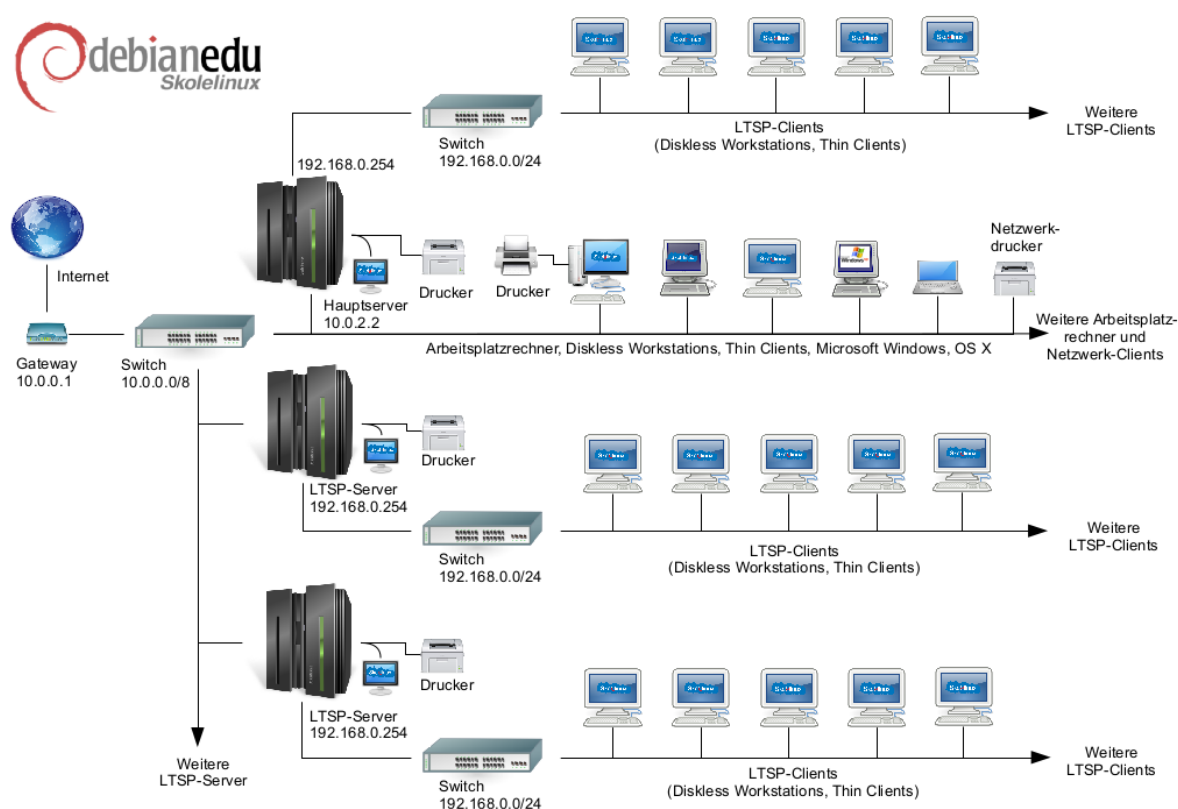 debianedu
Skolelinux
Switch
192.168.0.0/24
LTSP-Clients
(Diskless Workstations, Thin Clients)
Weitere
LTSP-Clients
192.168.0.254
Internet
Gateway
10.0.0.1
Switch
10.0.0.0/8
Hauptserver
10.0.2.2
Drucker
Drucker
Windows
Netzwerk-
drucker
Arbeitsplatzrechner, Diskless Workstations, Thin Clients, Microsoft Windows, OS X
Weitere Arbeitsplatz-
rechner und
Netzwerk-Clients
Drucker
LTSP-Server
192.168.0.254
Switch
192.168.0.0/24
LTSP-Clients
(Diskless Workstations, Thin Clients)
Weitere
LTSP-Clients
Drucker
LTSP-Server
192.168.0.254
Switch
192.168.0.0/24
LTSP-Clients
(Diskless Workstations, Thin Clients)
Weitere
LTSP-Clients
Weitere
LTSP-Server